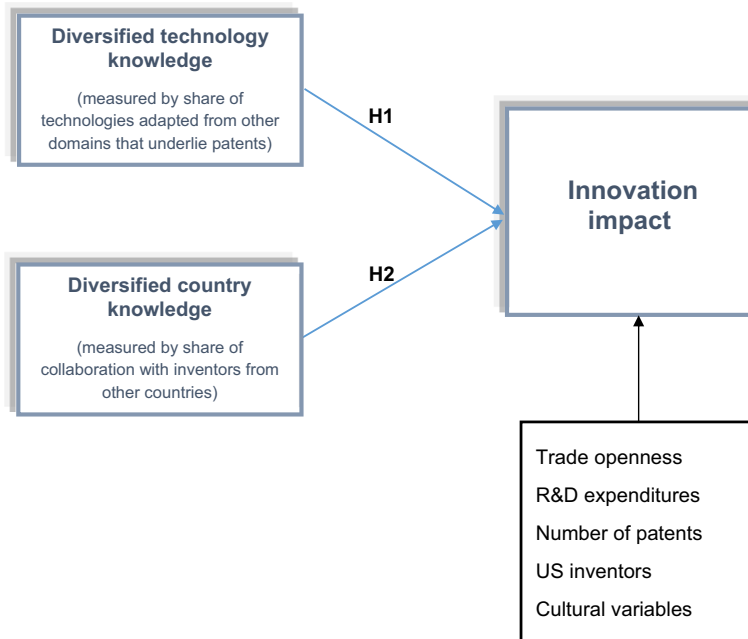 Diversified technology
knowledge
(measured by share of
technologies adapted from other
domains that underlie patents)
H1
Innovation
impact
Diversified country
knowledge
(measured by share of
collaboration with inventors from
other countries)
H2
Trade openness
R&D expenditures
Number of patents
US inventors
Cultural variables